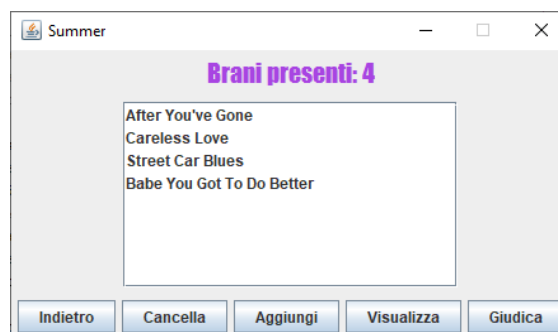 Summer
Brani presenti: 4
After You've Gone
Careless Love
Street Car Blues
Babe You Got To Do Better
Indietro Cancella Aggiungi Visualizza Giudica